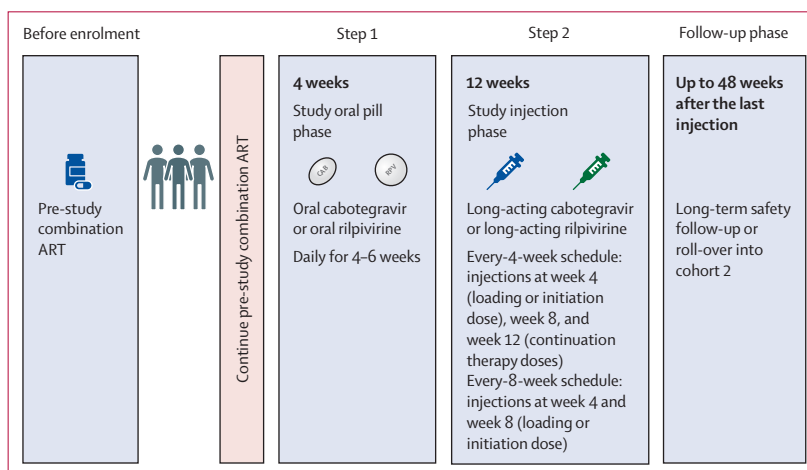 Before enrolment
Step 1
Step 2
Follow-up phase
Pre-study
combination
ART
Continue pre-study combination ART
4 weeks
Study oral pill
phase
CAB
RPV
Oral cabotegravir
or oral rilpivirine
Daily for 4–6 weeks
12 weeks
Study injection
phase
Long-acting cabotegravir
or long-acting rilpivirine
Every-4-week schedule:
injections at week 4
(loading or initiation
dose), week 8, and
week 12 (continuation
therapy doses)
Every-8-week schedule:
injections at week 4 and
week 8 (loading or
initiation dose)
Up to 48 weeks
after the last
injection
Long-term safety
follow-up or
roll-over into
cohort 2